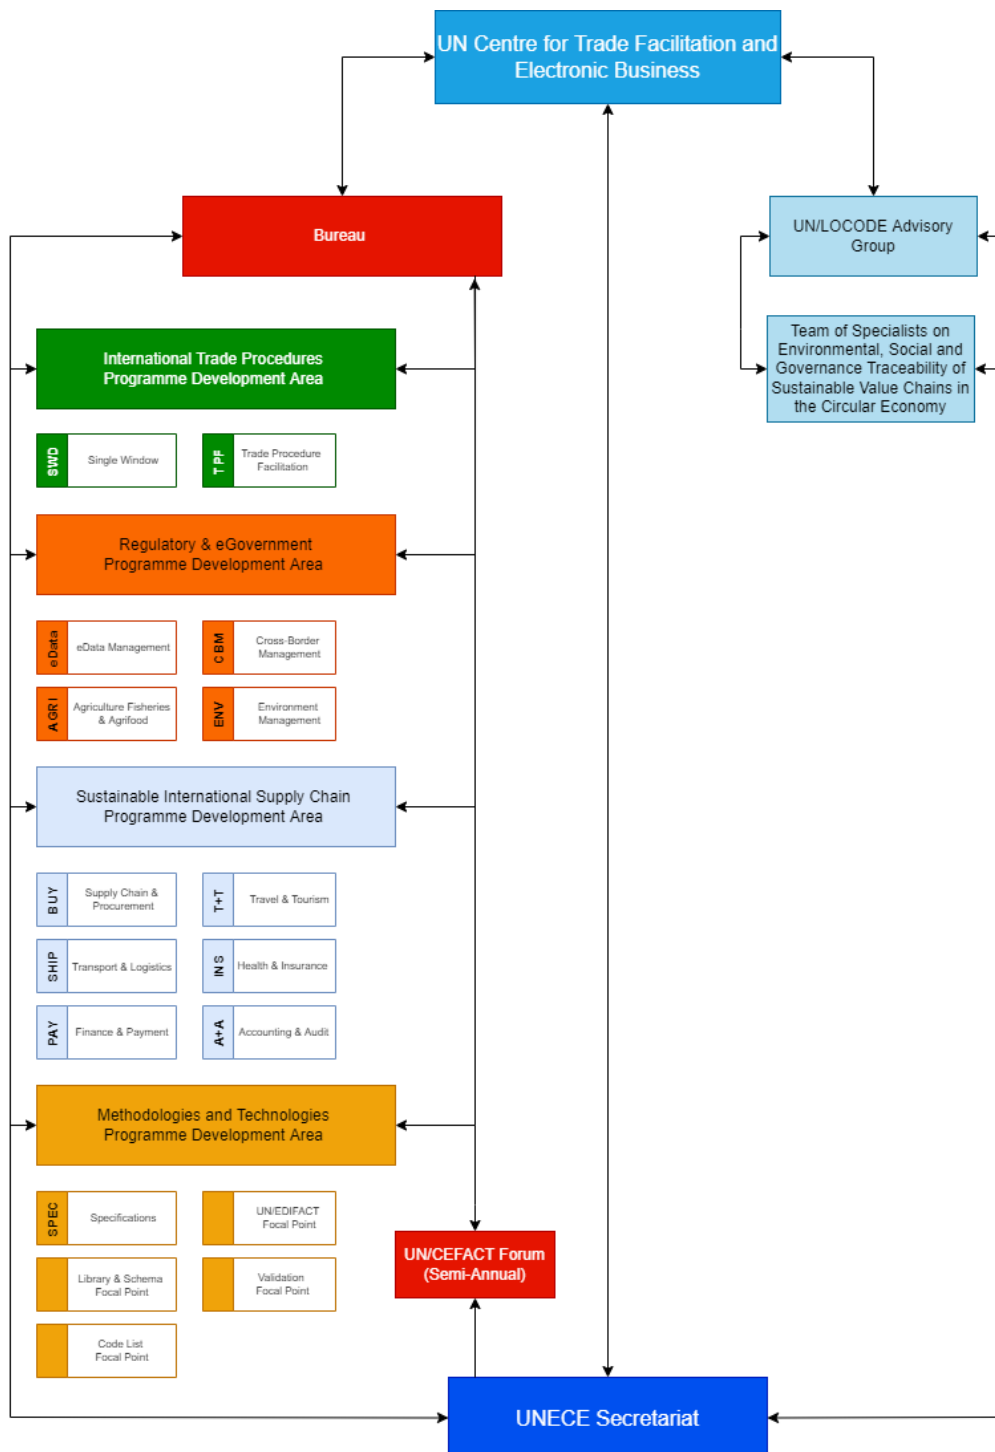 UN Centre for Trade Facilitation and
Electronic Business
Bureau
UN/LOCODE Advisory
Group
Team of Specialists on
Environmental, Social and
Governance Traceability of
Sustainable Value Chains in
the Circular Economy
International Trade Procedures
Programme Development Area
SWD
Single Window
TPF
Trade Procedure
Facilitation
Regulatory & eGovernment
Programme Development Area
eData
eData Management
CBM
Cross-Border
Management
AGRI
Agriculture Fisheries
& Agrifood
ENV
Environment
Management
Sustainable International Supply Chain
Programme Development Area
BUY
Supply Chain &
Procurement
T+T
Travel & Tourism
SHIP
Transport & Logistics
INS
Health & Insurance
PAY
Finance & Payment
A+A
Accounting & Audit
Methodologies and Technologies
Programme Development Area
SPEC
Specifications
UN/EDIFACT
Focal Point
Library & Schema
Focal Point
Validation
Focal Point
Code List
Focal Point
UN/CEFACT Forum
(Semi-Annual)
UNECE Secretariat